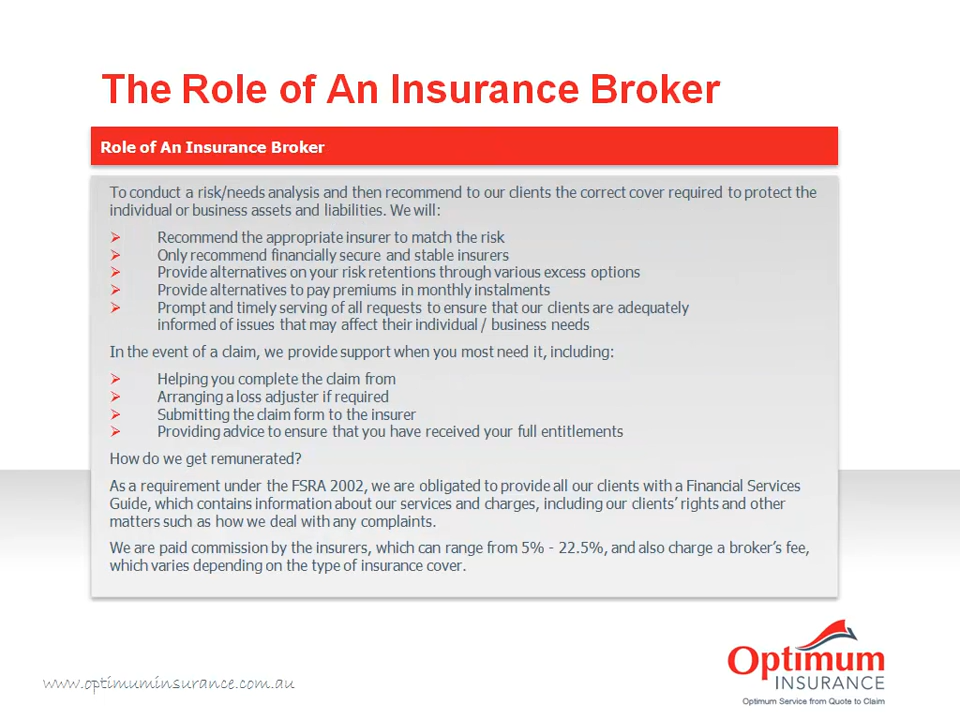 The Role of An Insurance Broker
Role of An Insurance Broker
To conduct a risk/needs analysis and then recommend to our clients the correct cover required to protect the
individual or business assets and liabilities. We will:
Recommend the appropriate insurer to match the risk
Only recommend financially secure and stable insurers
Provide alternatives on your risk retentions through various excess options
Provide alternatives to pay premiums in monthly instalments
Prompt and timely serving of all requests to ensure that our clients are adequately
informed of issues that may affect their individual / business needs
In the event of a claim, we provide support when you most need it, including:
Helping you complete the claim from
Arranging a loss adjuster if required
Submitting the claim form to the insurer
Providing advice to ensure that you have received your full entitlements
How do we get remunerated?
As a requirement under the FSRA 2002, we are obligated to provide all our clients with a Financial Services
Guide, which contains information about our services and charges, including our clients’ rights and other
matters such as how we deal with any complaints.
We are paid commission by the insurers, which can range from 5% - 22.5%, and also charge a broker’s fee,
which varies depending on the type of insurance cover.
Optimum
INSURANCE
Optimum Service from Quote to Claim
www.optimuminsurance.com.au